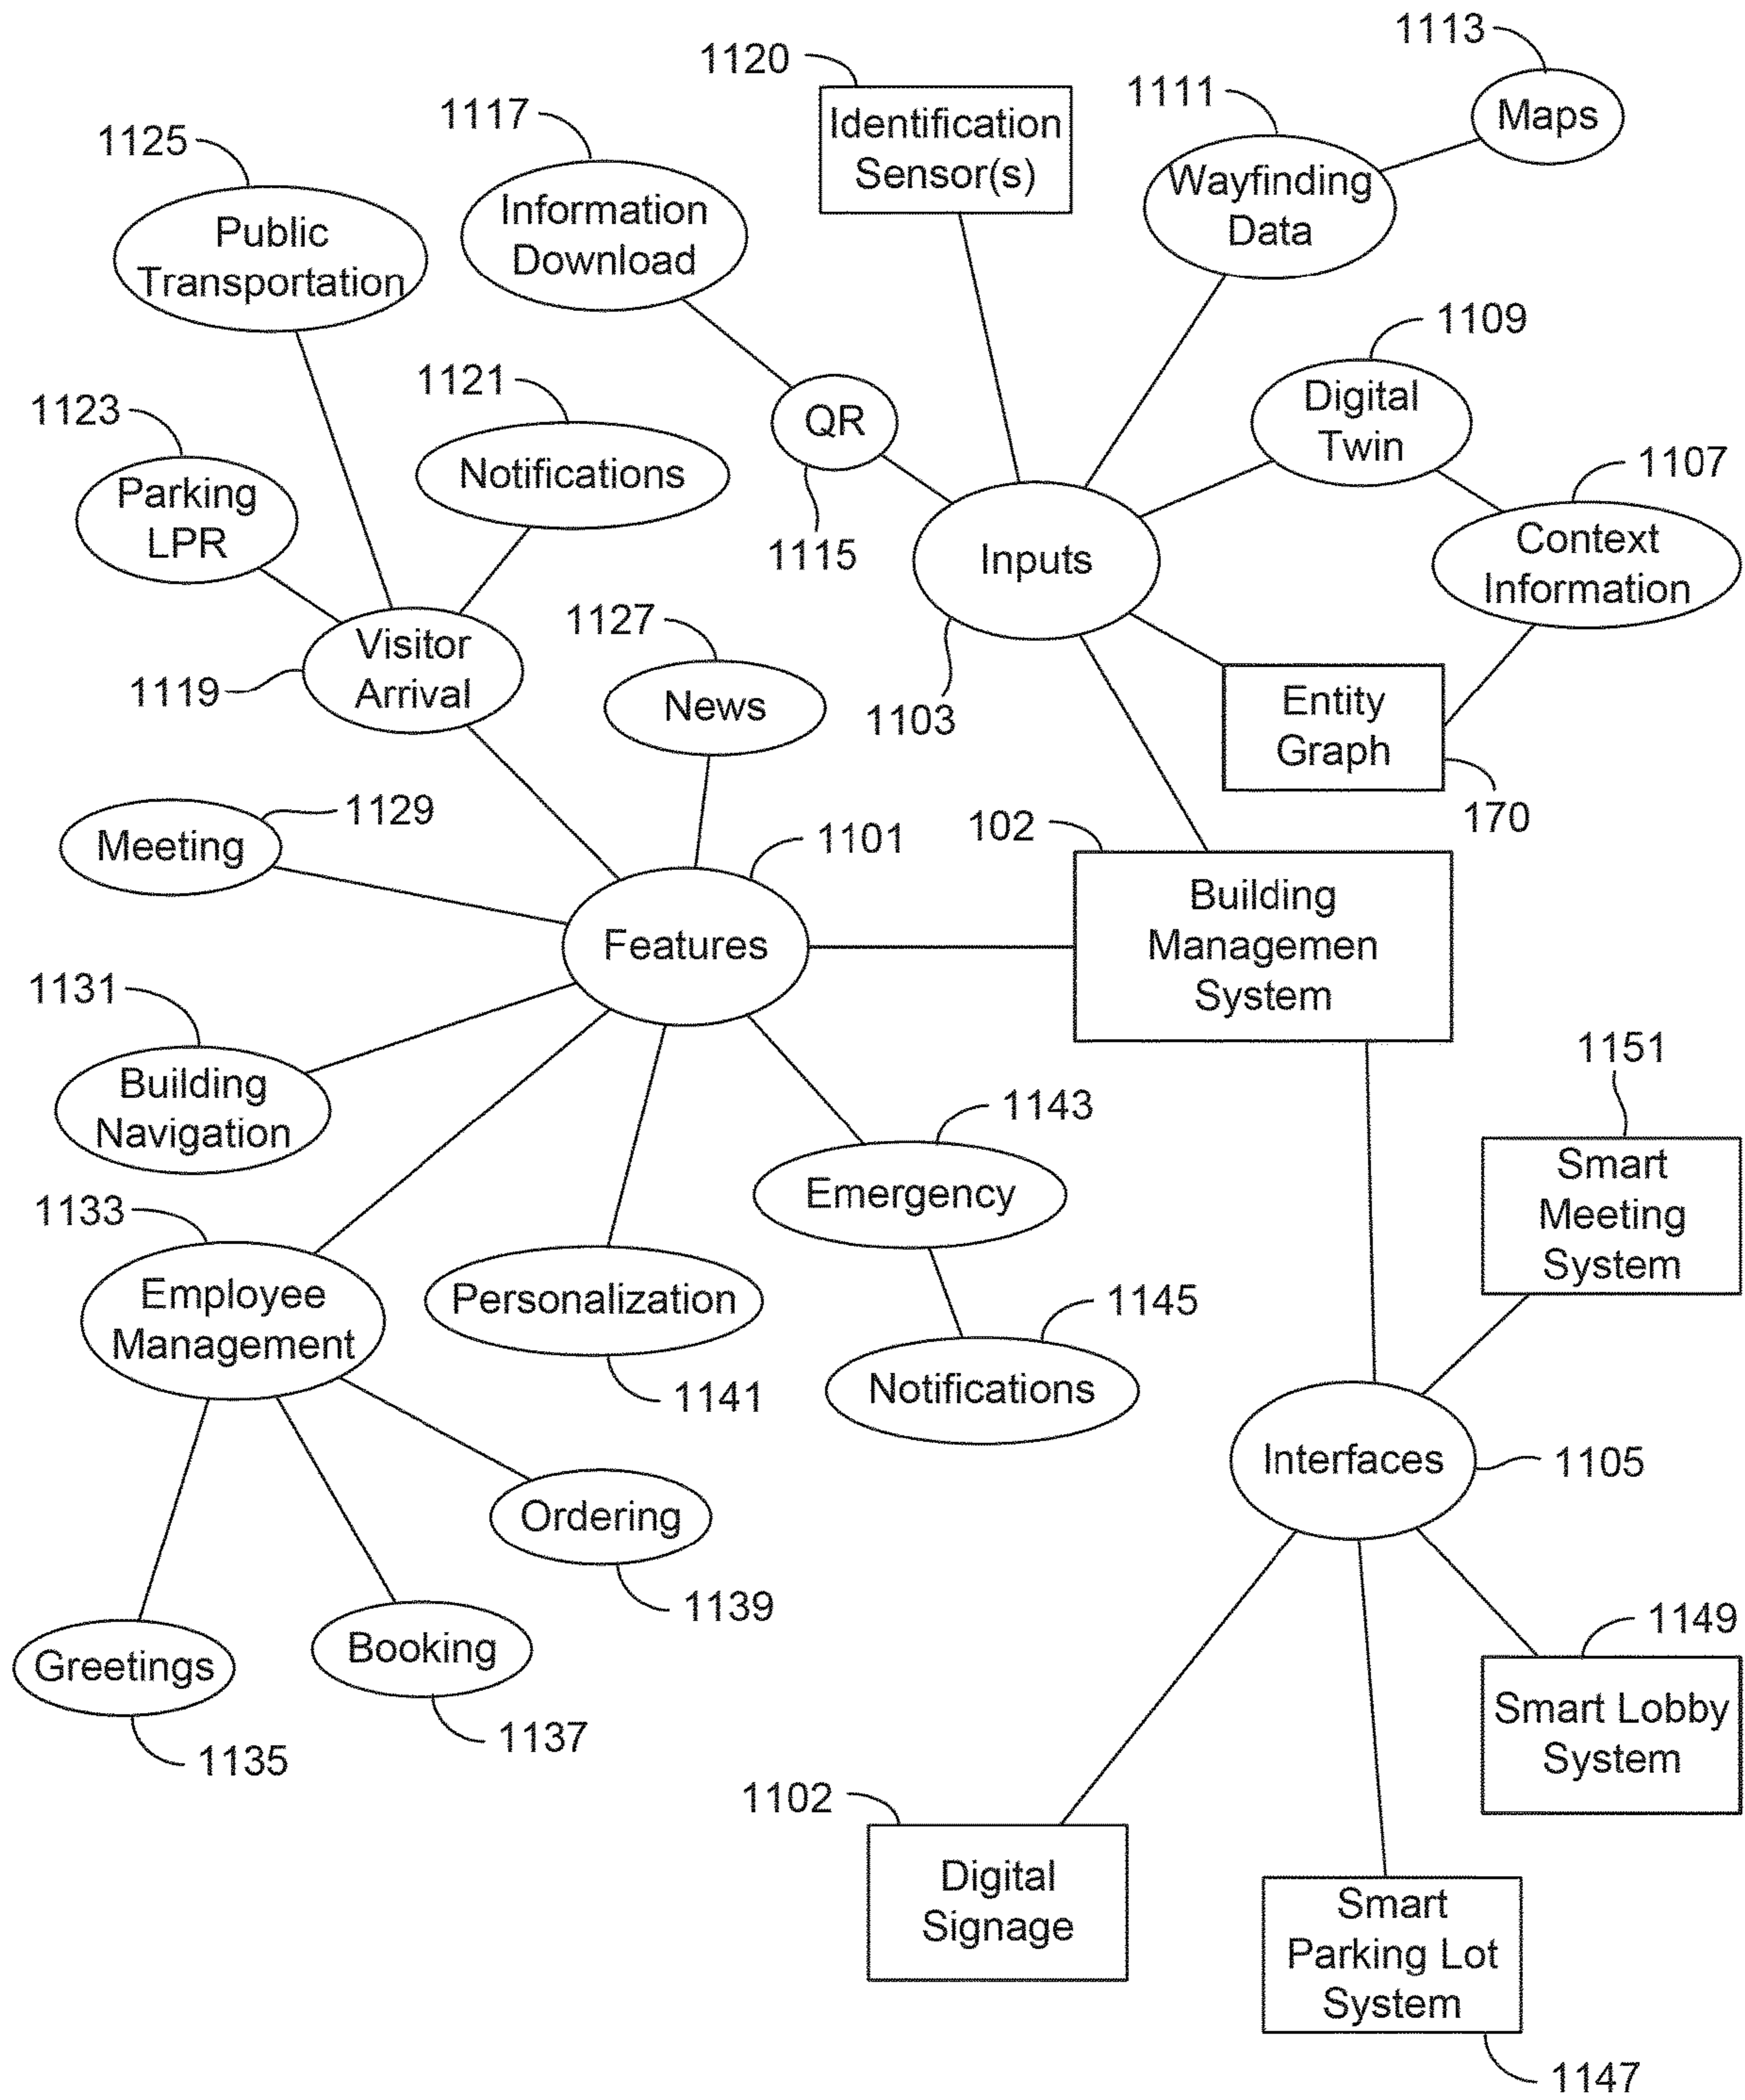 1113
1120
1111
Maps
1117
Identification
Sensor(s)
1125
Wayfinding
Data
Information
Download
Public
Transportation
1109
1121
Digital
Twin
1123
QR
1107
Notifications
Parking
LPR
Context
Information
1115
Inputs
1127
Visitor
Arrival
1119
News
1103
Entity
Graph
1129
170
102
1101
Meeting
Building
Managemen
System
Features
1131
1151
Building
Navigation
1143
Smart
Meeting
System
1133
Emergency
Employee
Management
Personalization
1145
1141
Notifications
Interfaces
1105
Ordering
1139
1149
Greetings
Booking
Smart Lobby
System
1137
1135
1102
Digital
Signage
Smart
Parking Lot
System
1147